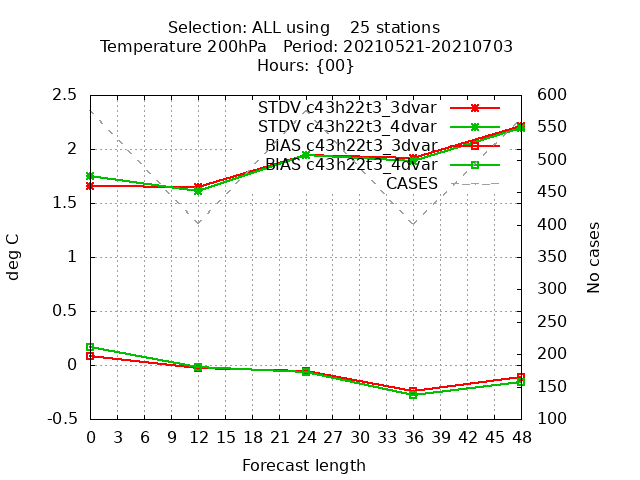 Selection: ALL using    25 stations
Temperature 200hPa   Period: 20210521-20210703
Hours: {00}
STDV c43h22t3_3dvar
STDV c43h22t3_4dvar
BIAS c43h22t3_3dvar
BIAS c43h22t3_4dvar
CASES
2.5
2
1.5
1
0.5
0
-0.5
deg C
600
550
500
450
400
350
300
250
200
150
100
No cases
0 3 6 9 12 15 18 21 24 27 30 33 36 39 42 45 48
Forecast length